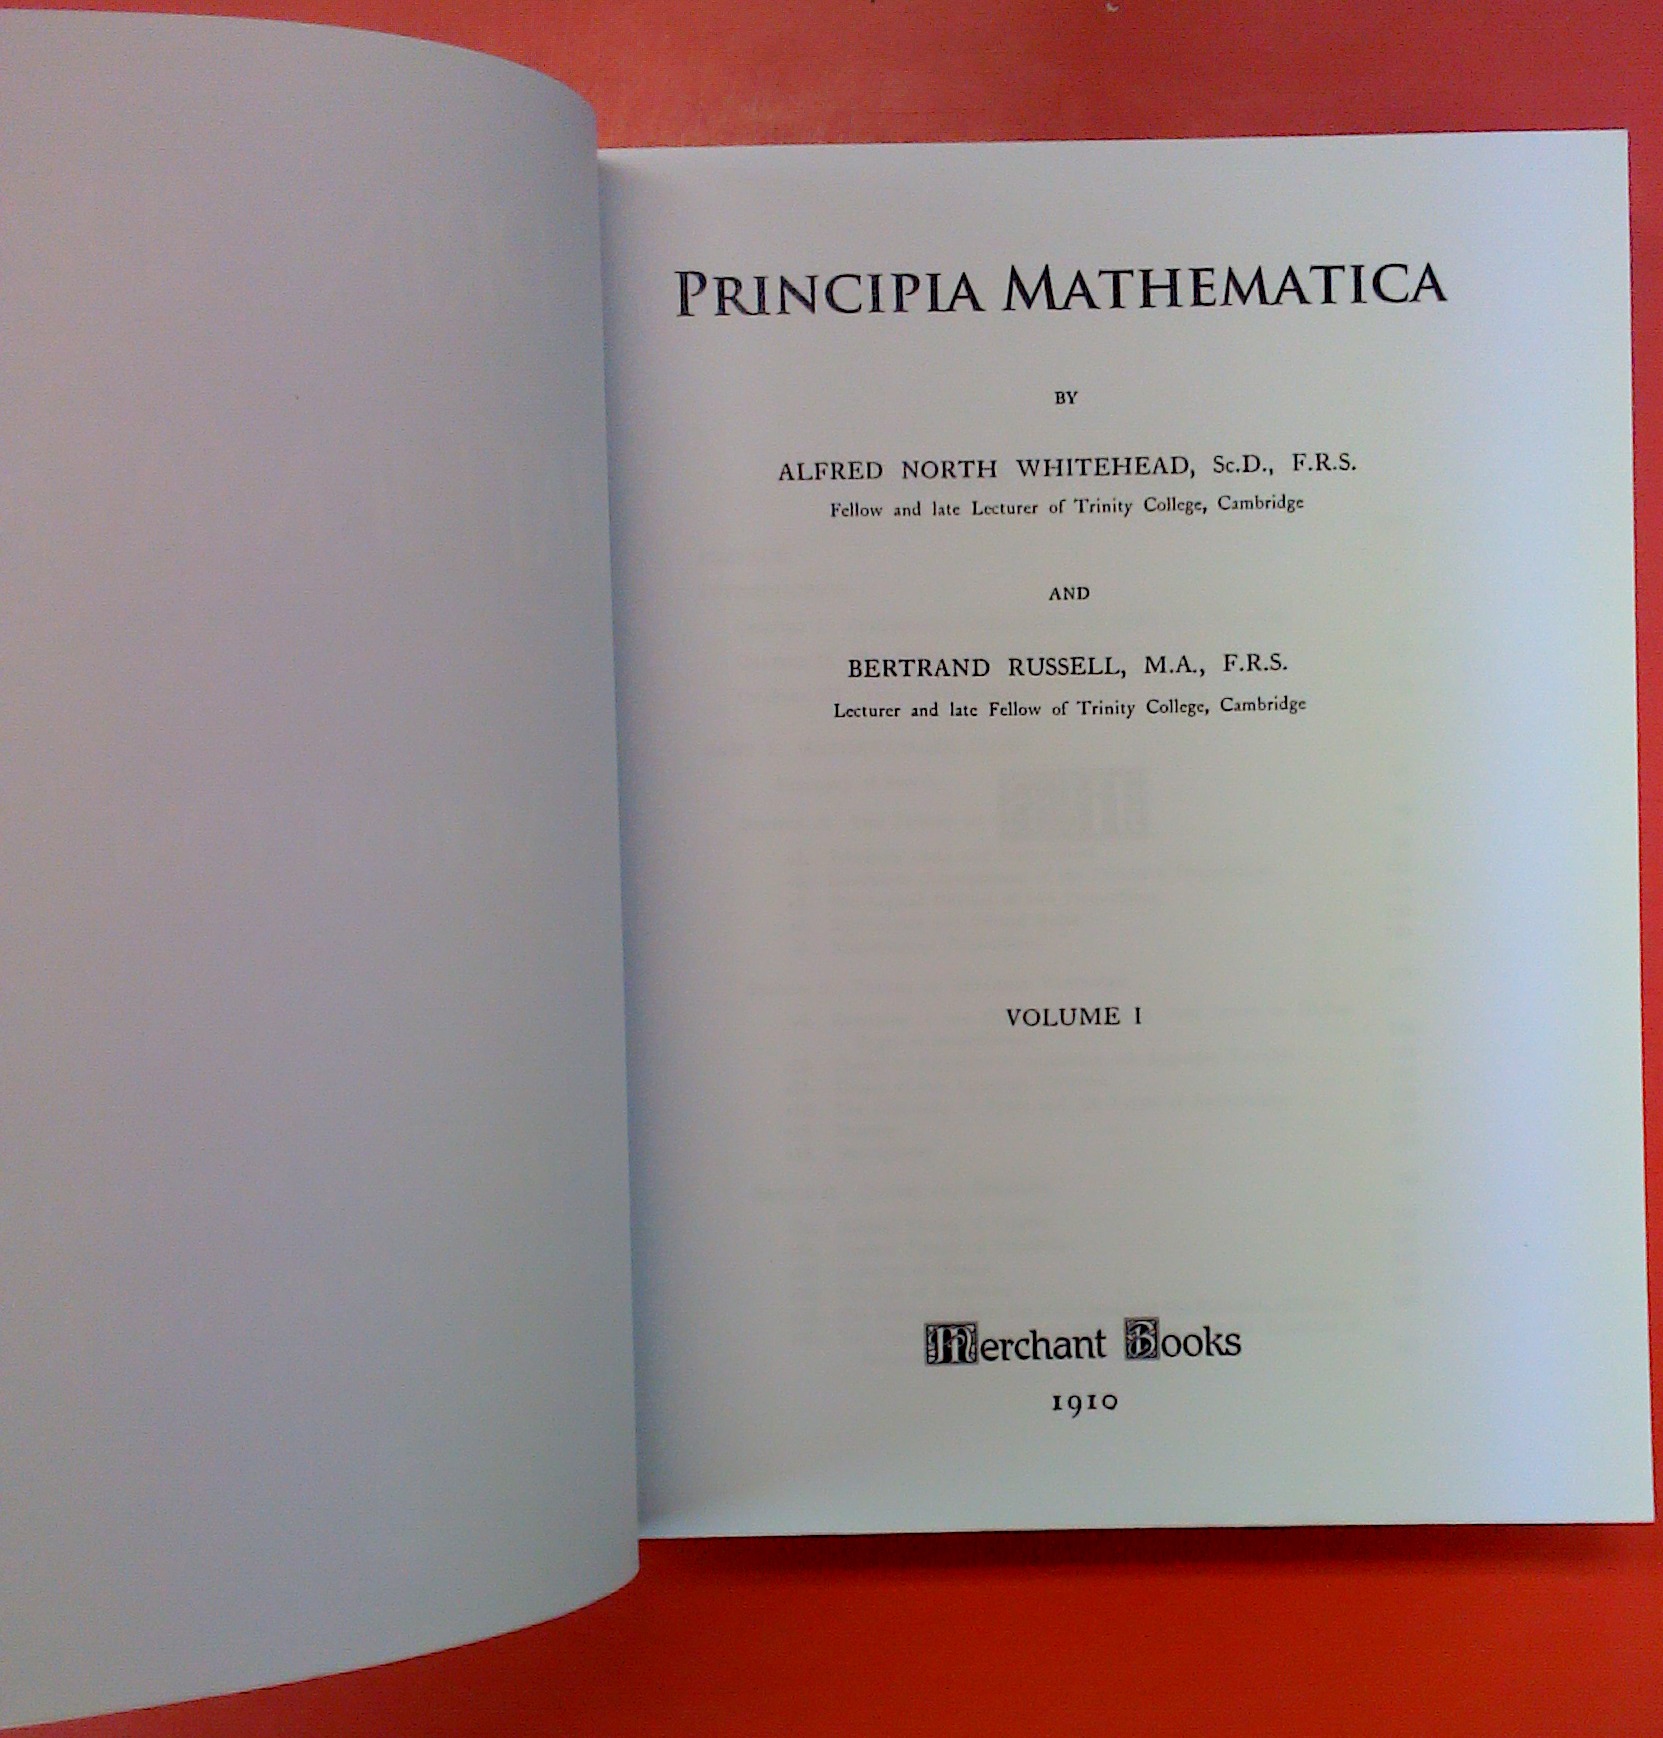 PRINCIPIA MATHEMATICA
BY
ALFRED NORTH WHITEHEAD, Sc.D., F.R.S.
Fellow and late Lecturer of Trinity College, Cambridge
AND
BERTRAND RUSSELL, M.A., F.R.S.
Lecturer and late Fellow of Trinity College, Cambridge
VOLUME I
Merchant Books
1910